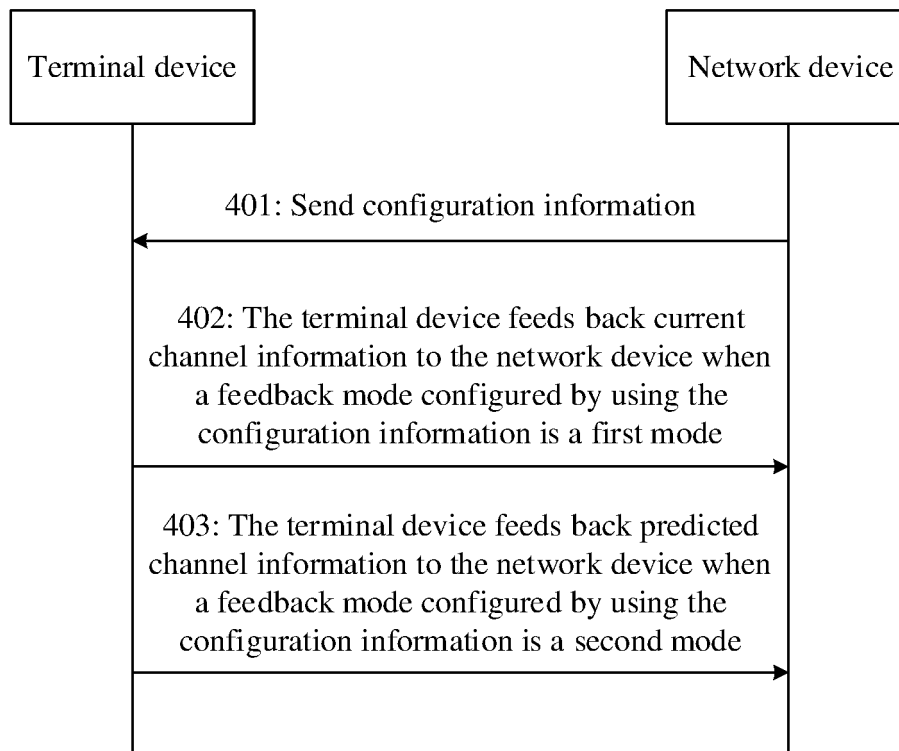 Terminal device
Network device
401: Send configuration information
402: The terminal device feeds back current
channel information to the network device when
a feedback mode configured by using the
configuration information is a first mode
403: The terminal device feeds back predicted
channel information to the network device when
a feedback mode configured by using the
configuration information is a second mode